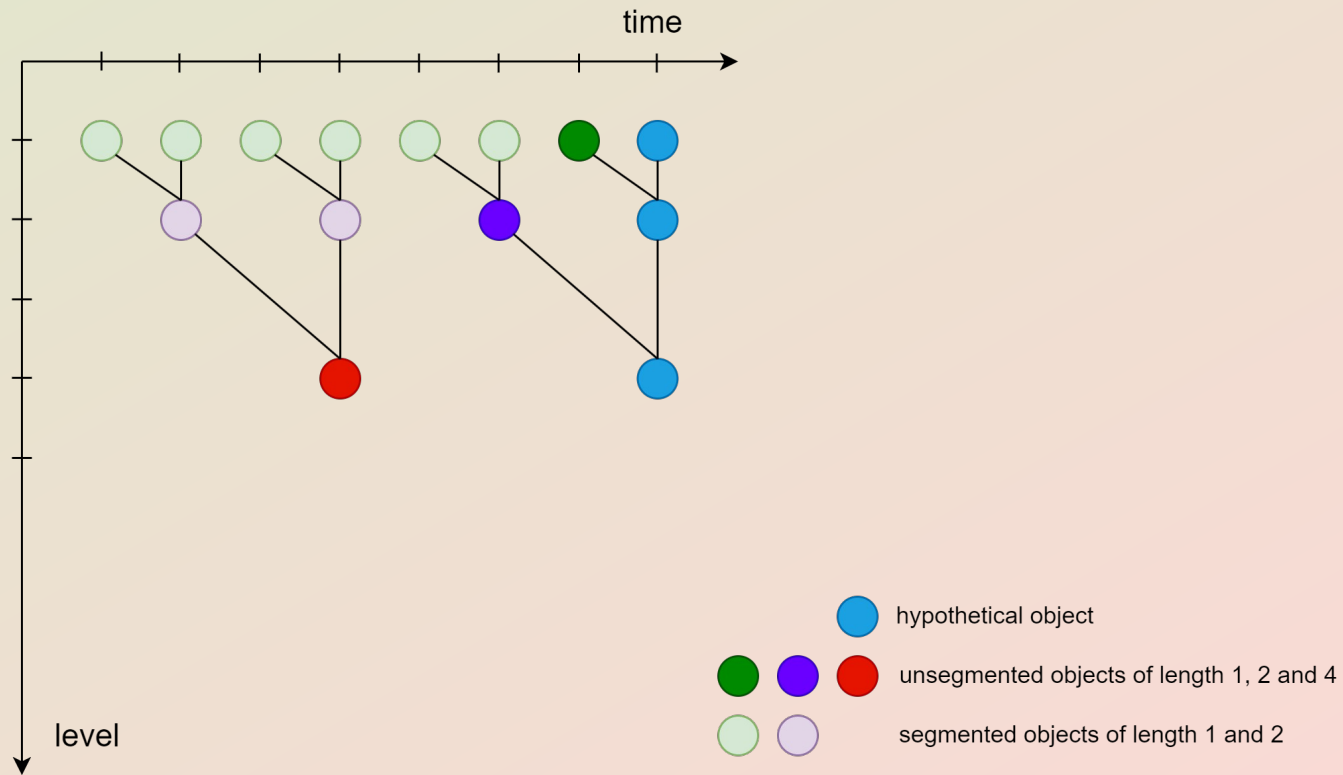 time
hypothetical object
unsegmented objects of length 1, 2 and 4
segmented objects of length 1 and 2
level